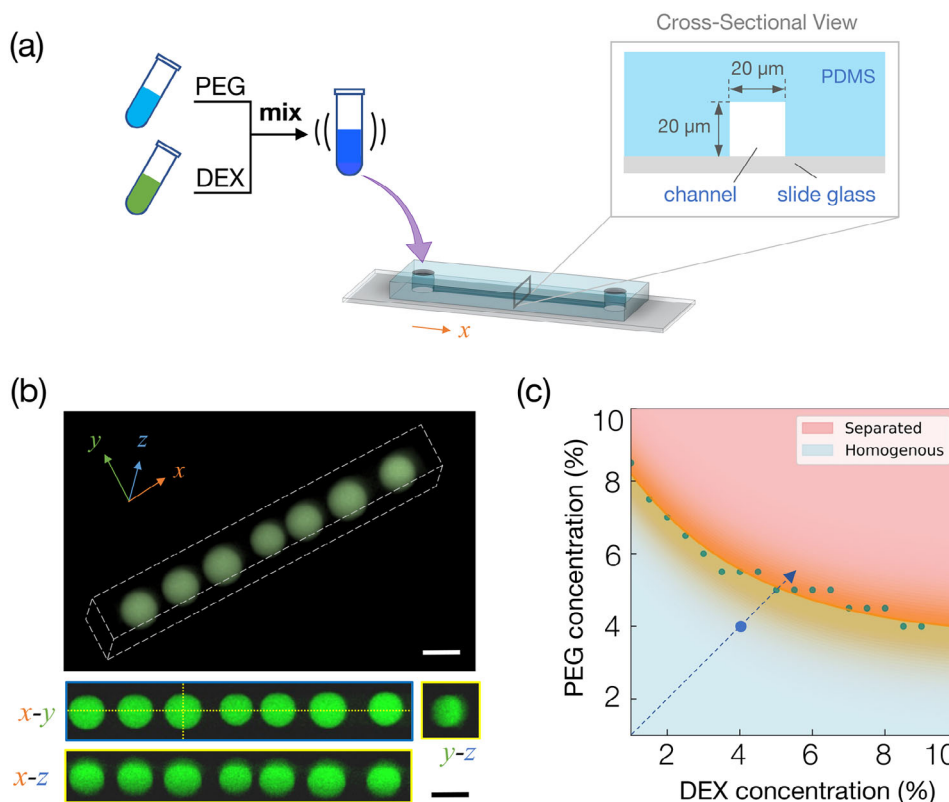 (a)
PEG
DEX
mix
x
Cross-Sectional View
20 µm
PDMS
20 µm
channel
slide glass
(b)
y
z
x
x-y
y-z
x-z
(c)
Separated
Homogenous
PEG concentration (%)
10
8
6
4
2
2
4
6
8
10
DEX concentration (%)